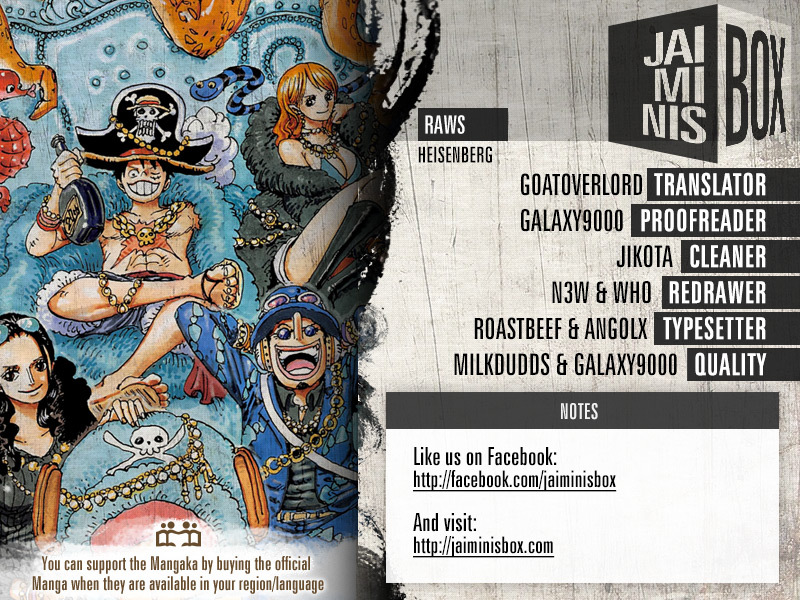 JAI
MI
NIS
BOX
RAWS
HEISENBERG
GOATOVERLORD TRANSLATOR
GALAXY9000 PROOFREADER
JIKOTA CLEANER
N3W & WHO REDRAWER
ROASTBEEF & ANGOLX TYPESETTER
MILKDUDDS & GALAXY9000 QUALITY
NOTES
Like us on Facebook:
http://facebook.com/jaiminisbox
And visit:
http://jaiminisbox.com
You can support the Mangaka by buying the official
Manga when they are available in your region/language